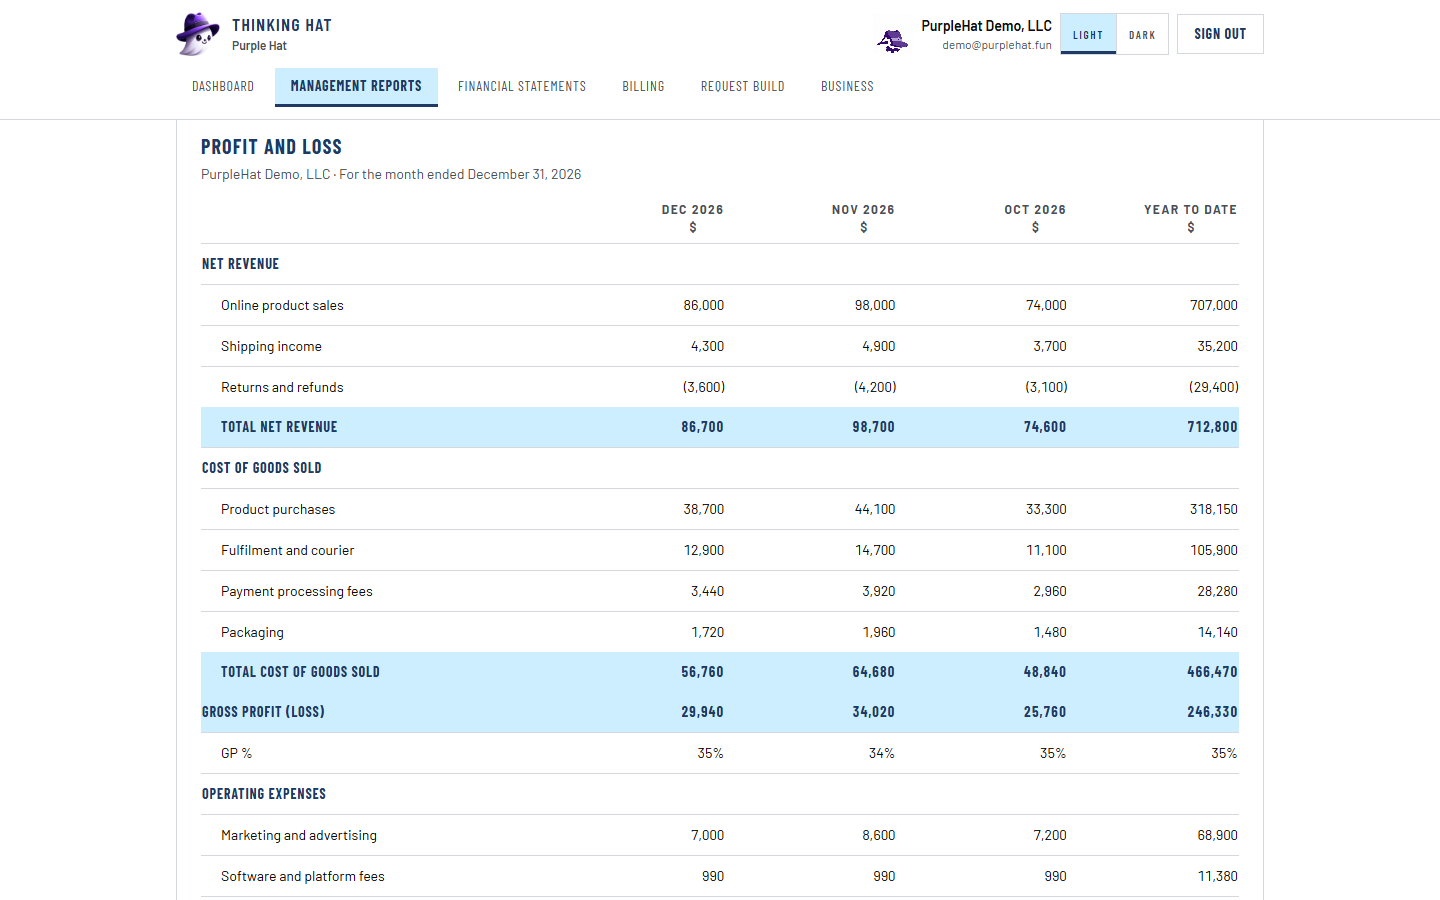 THINKING HAT
Purple Hat
PurpleHat Demo, LLC
demo@purplehat.fun
LIGHT DARK
SIGN OUT
DASHBOARD MANAGEMENT REPORTS FINANCIAL STATEMENTS BILLING REQUEST BUILD BUSINESS
PROFIT AND LOSS
PurpleHat Demo, LLC · For the month ended December 31, 2026
DEC 2026 NOV 2026 OCT 2026 YEAR TO DATE
$ $ $ $
NET REVENUE
Online product sales 86,000 98,000 74,000 707,000
Shipping income 4,300 4,900 3,700 35,200
Returns and refunds (3,600) (4,200) (3,100) (29,400)
TOTAL NET REVENUE 86,700 98,700 74,600 712,800
COST OF GOODS SOLD
Product purchases 38,700 44,100 33,300 318,150
Fulfilment and courier 12,900 14,700 11,100 105,900
Payment processing fees 3,440 3,920 2,960 28,280
Packaging 1,720 1,960 1,480 14,140
TOTAL COST OF GOODS SOLD 56,760 64,680 48,840 466,470
GROSS PROFIT (LOSS) 29,940 34,020 25,760 246,330
GP % 35% 34% 35% 35%
OPERATING EXPENSES
Marketing and advertising 7,000 8,600 7,200 68,900
Software and platform fees 990 990 990 11,380